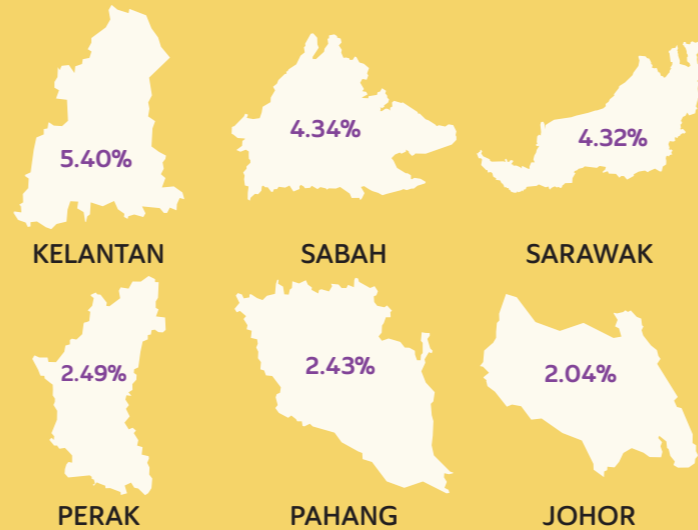 5.40%
4.34%
4.32%
KELANTAN
SABAH
SARAWAK
2.49%
2.43%
2.04%
PERAK
PAHANG
JOHOR